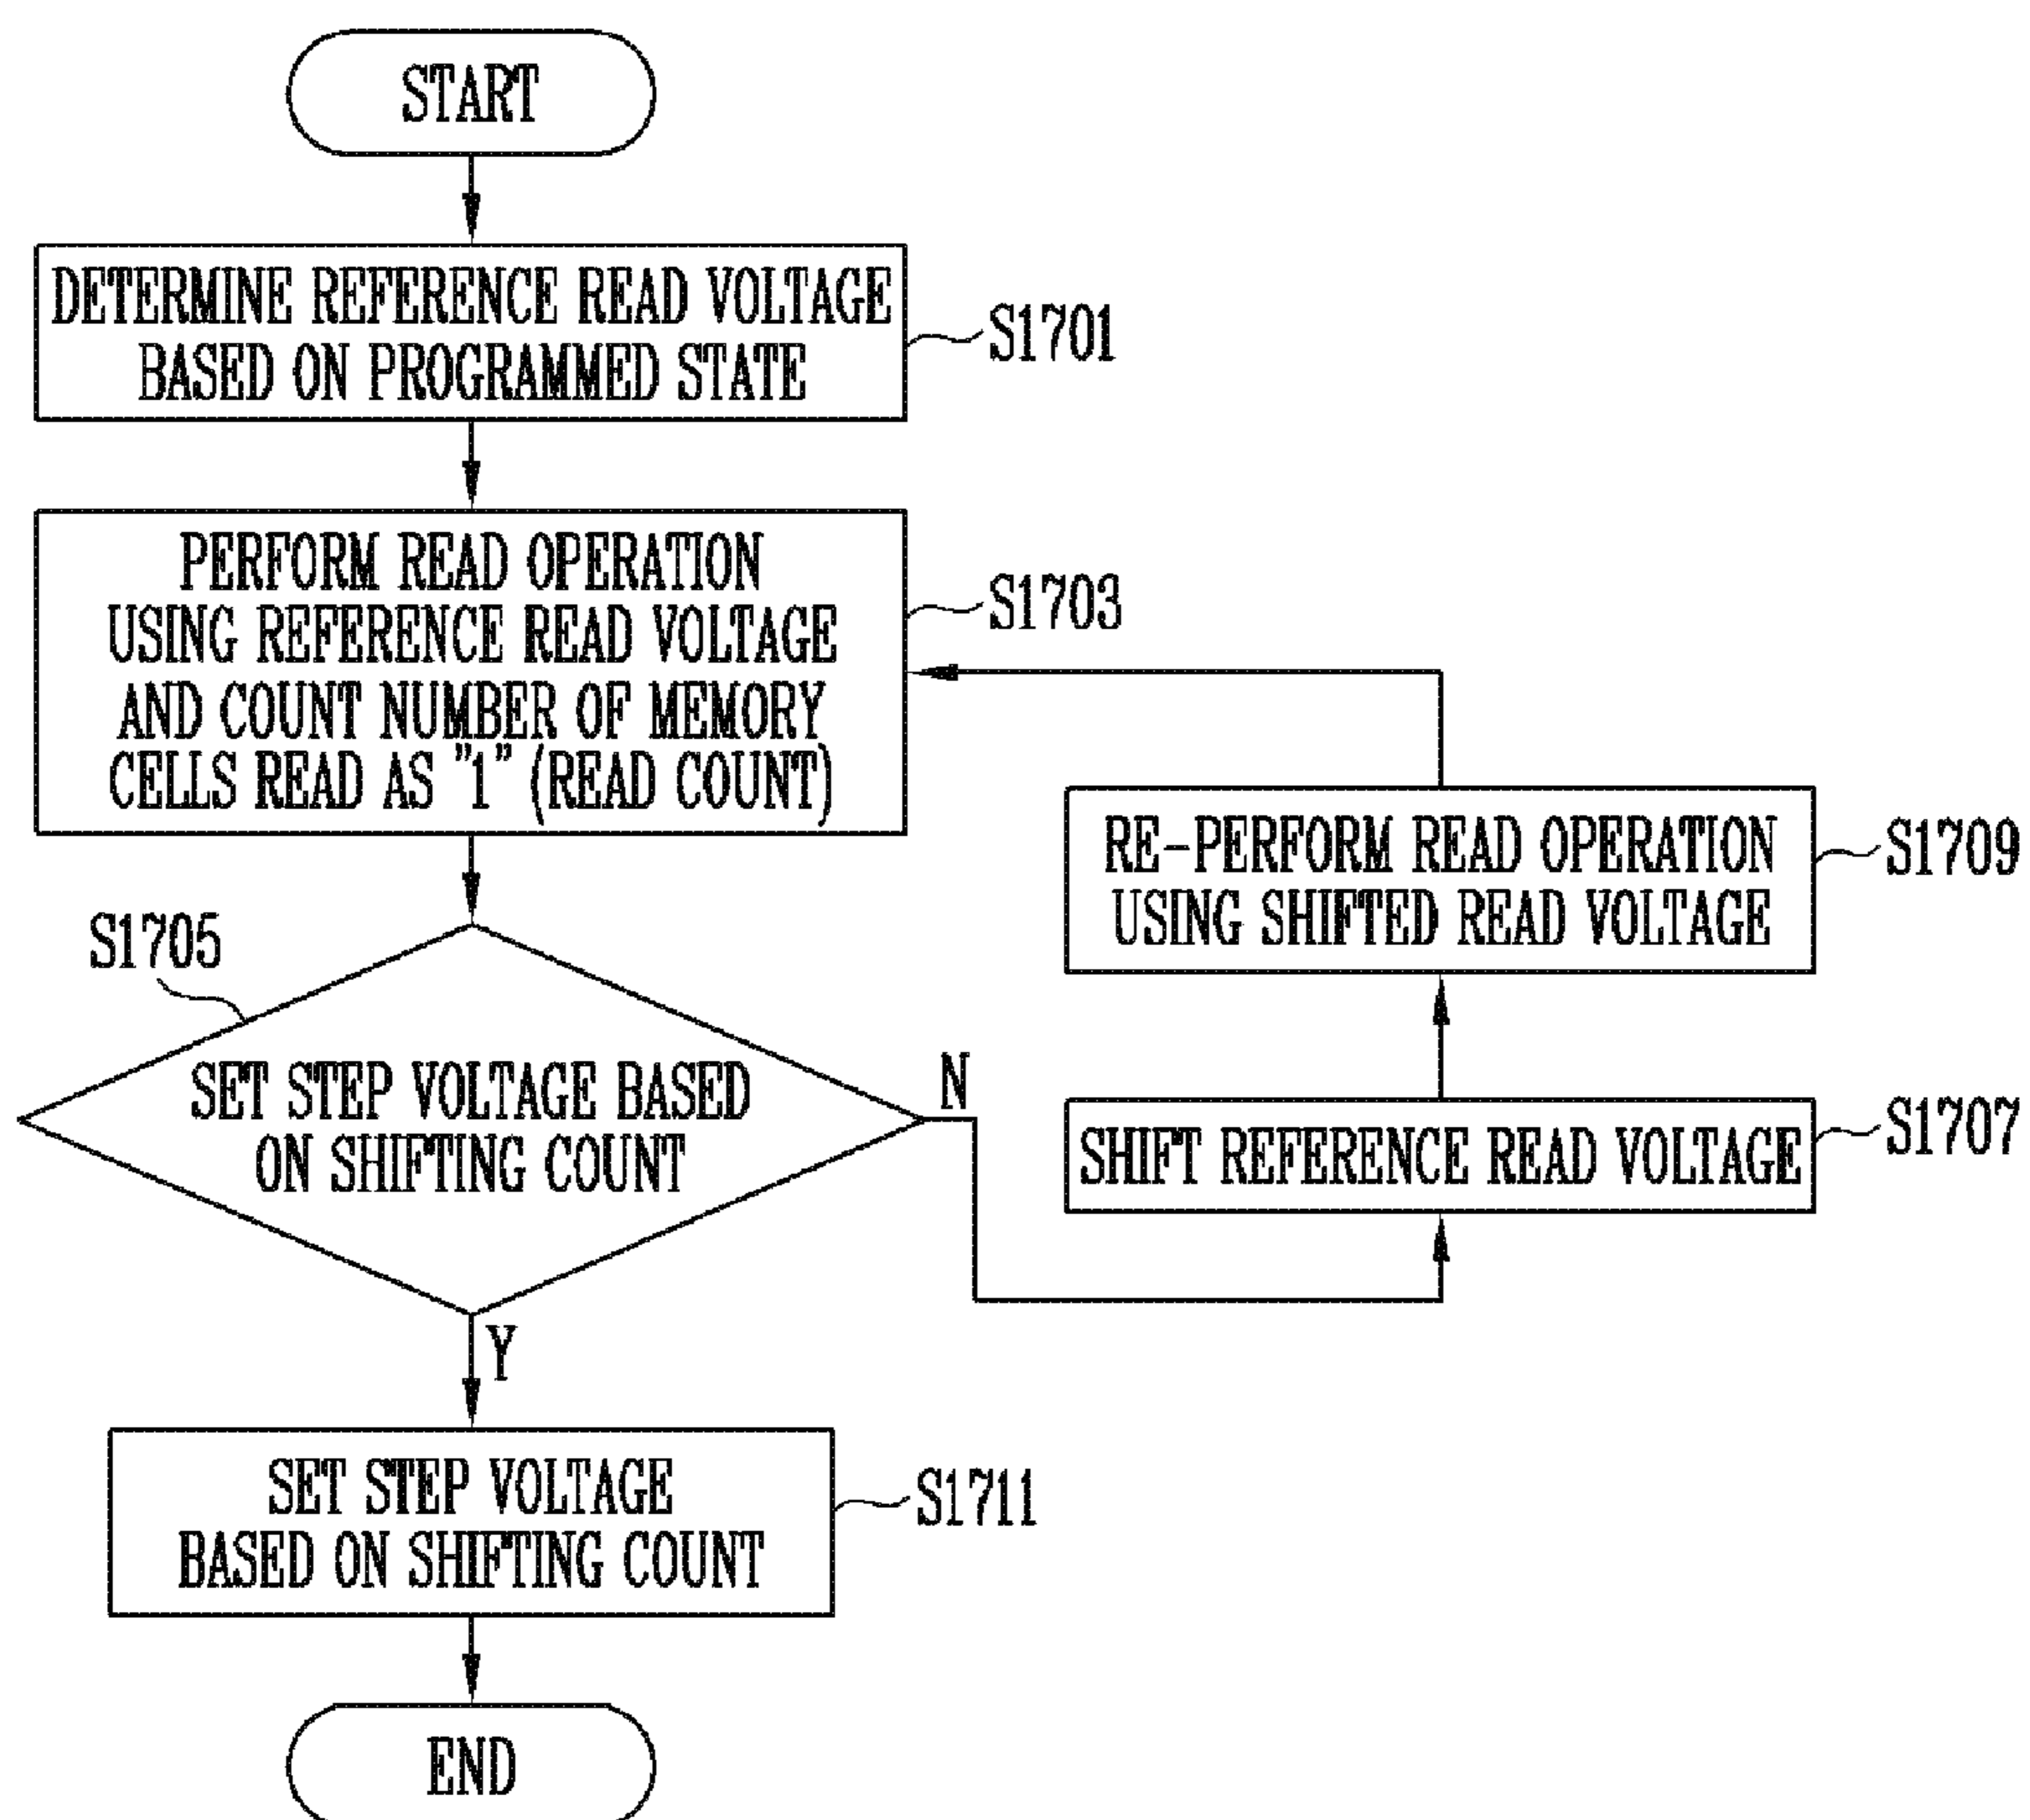 START
DETERMINE REFERENCE READ VOLTAGE
BASED ON PROGRAMMED STATE
S1701
PERFORM READ OPERATION
USING REFERENCE READ VOLTAGE
AND COUNT NUMBER OF MEMORY
CELLS READ AS "1" (READ COUNT)
S1703
S1705
SET STEP VOLTAGE BASED
ON SHIFTING COUNT
N
Y
RE-PERFORM READ OPERATION
USING SHIFTED READ VOLTAGE
S1709
SHIFT REFERENCE READ VOLTAGE
S1707
SET STEP VOLTAGE
BASED ON SHIFTING COUNT
S1711
END